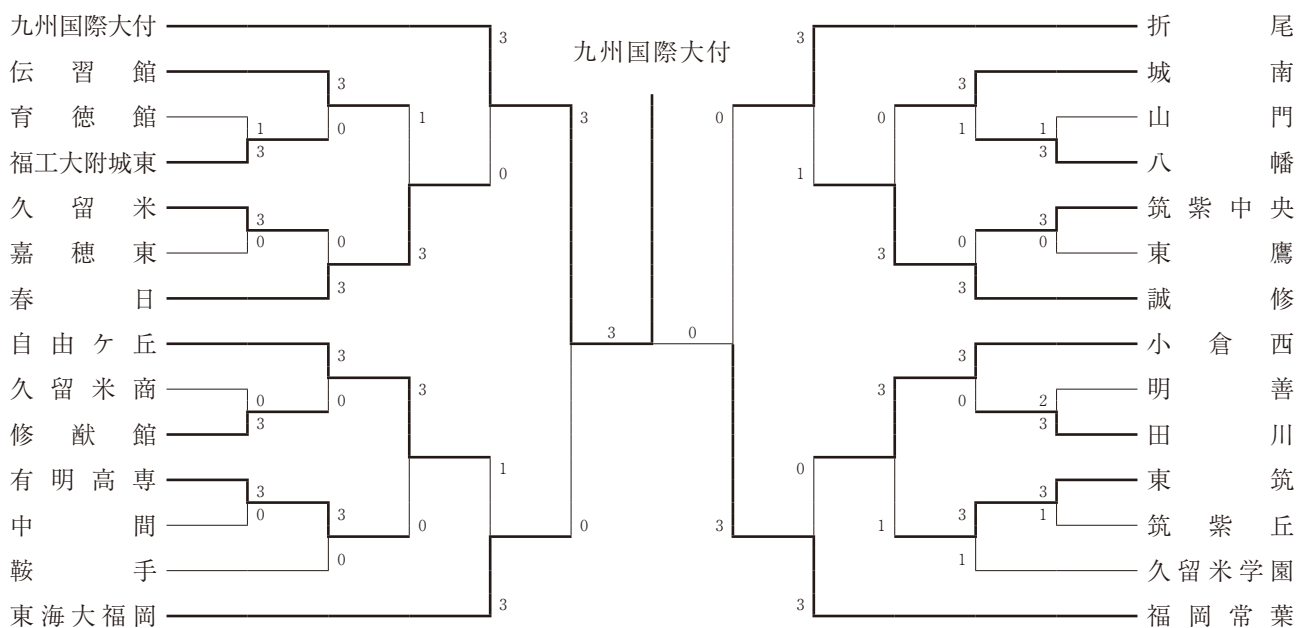 九州国際大付
伝習館
育徳館
福工大附城東
久留米
嘉穂東
春日
自由ケ丘
久留米商
修猷館
有明高専
中間
鞍手
東海大福岡
3
3
0
1
3
1
0
3
0
0
3
3
3
0
0
3
3
0
3
3
0
3
0
0
1
3
3
0
九州国際大付
3
0
0
3
3
1
0
3
3
1
1
3
0
3
3
0
3
0
3
1
3
0
2
3
3
1
3
1
折尾
城南
山門
八幡
筑紫中央
東鷹
誠修
小倉西
明善
田川
東筑
筑紫丘
久留米学園
福岡常葉